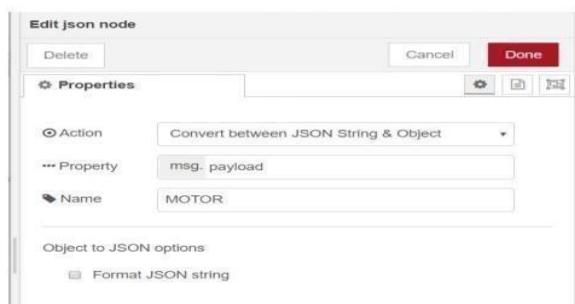 Edit json node
Delete Cancel Done
Properties
Action Convert between JSON String & Object
Property msg. payload
Name MOTOR
Object to JSON options
Format JSON string